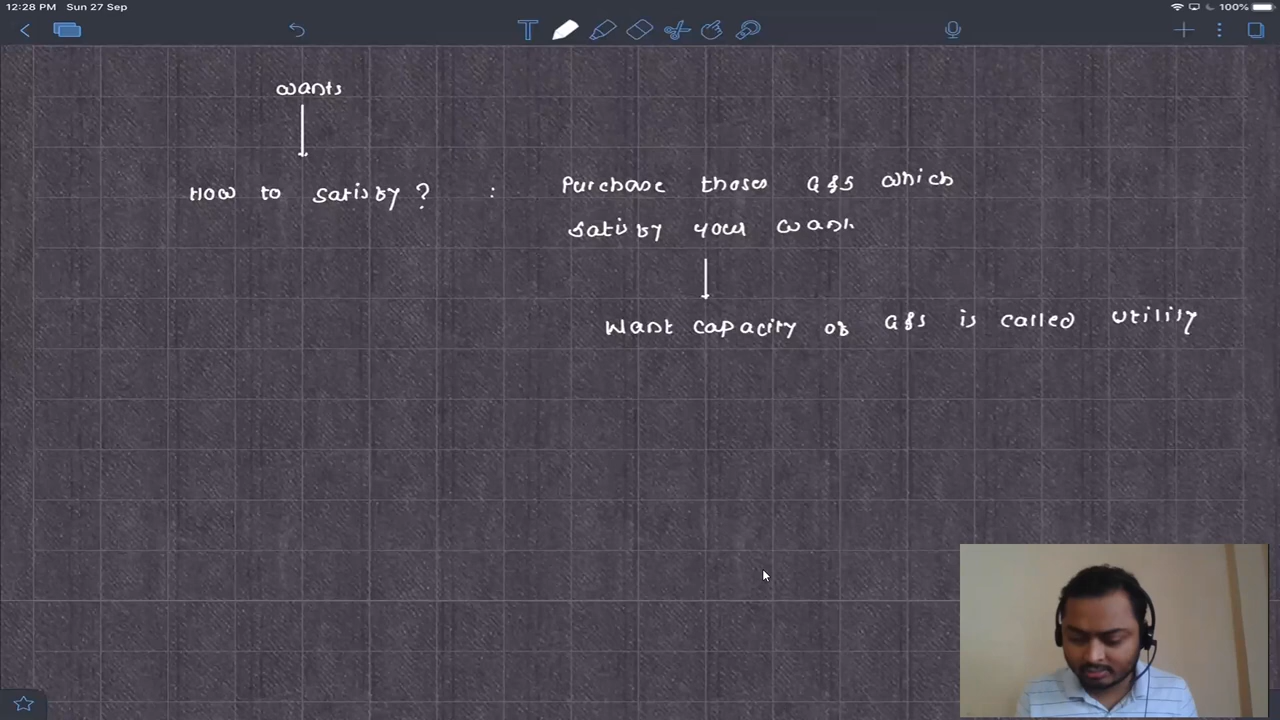 12:28 PM Sun 27 Sep
100%
T
wants
How to satisfy ?
: Purchase thoses G&S which
satisfy your want
Want capacity of G&S is called utility